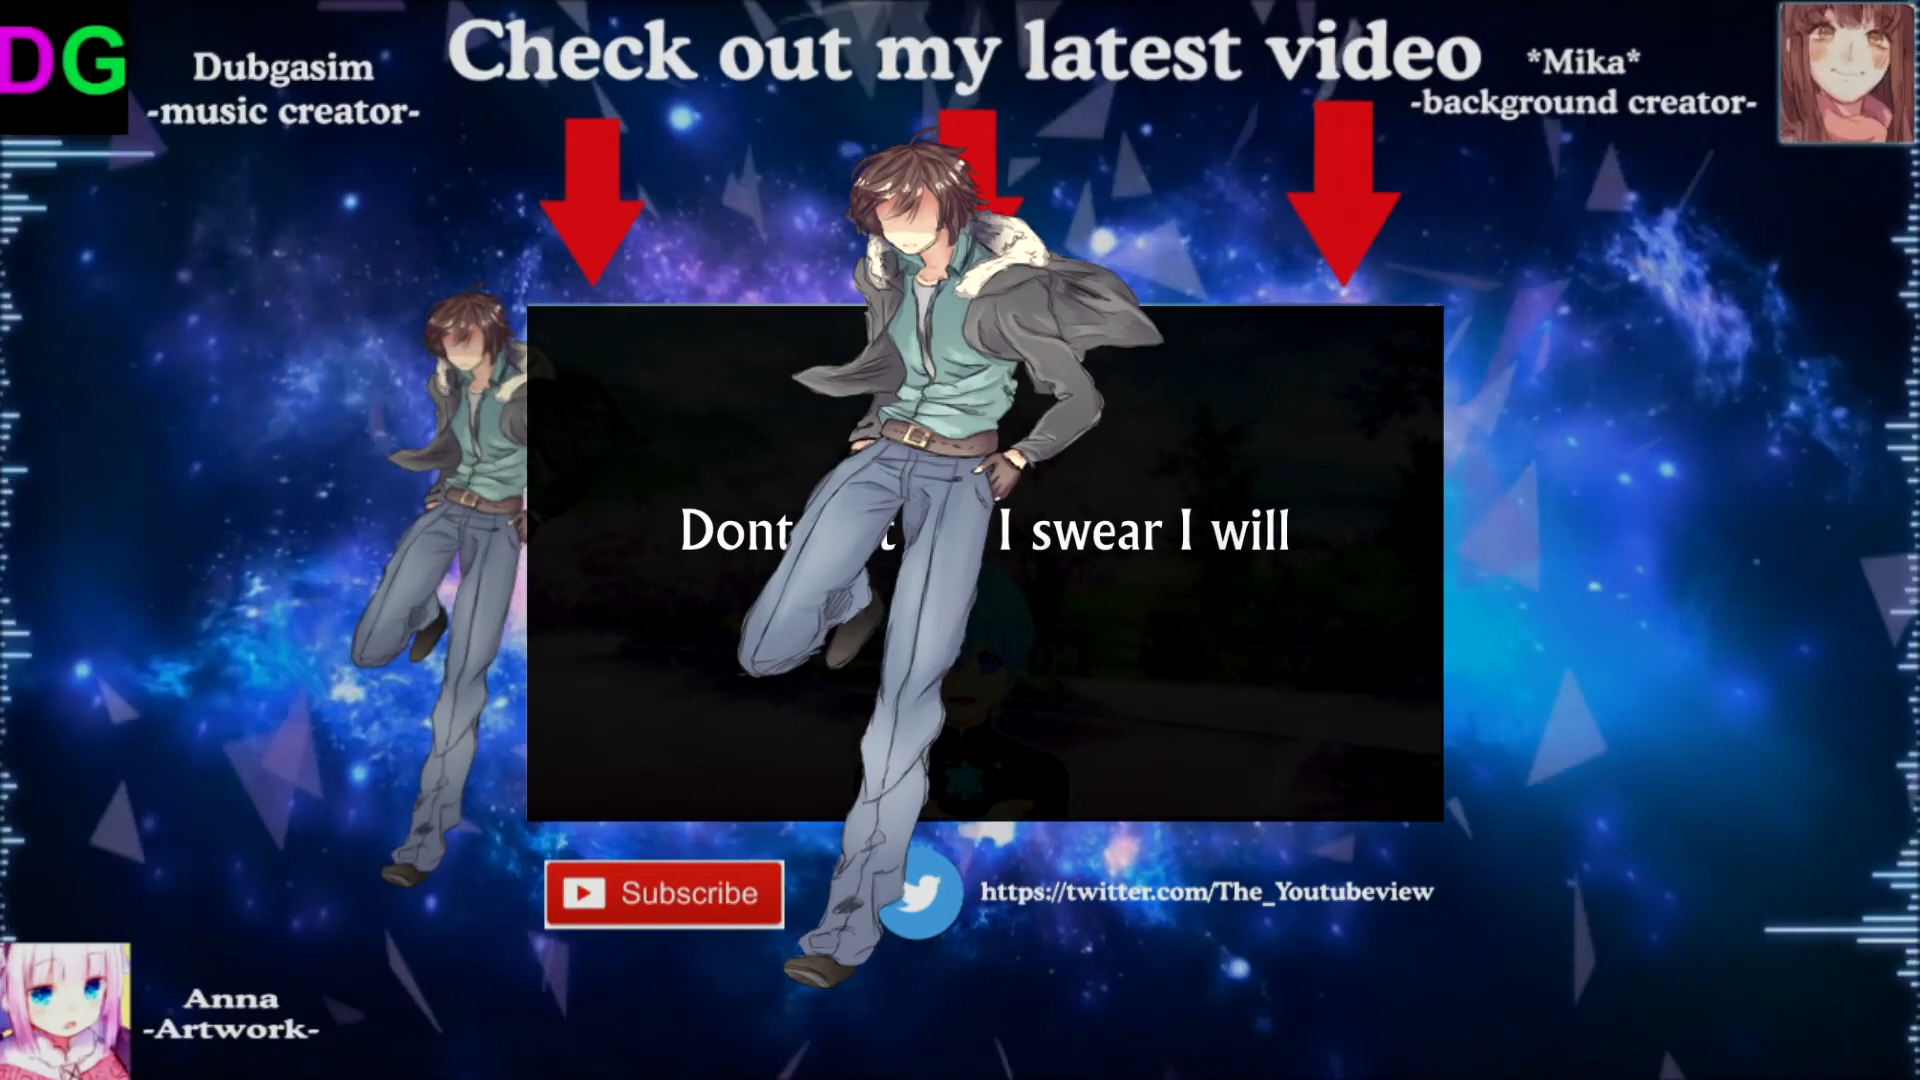 DG
Dubgasim
-music creator-
Check out my latest video
*Mika*
-background creator-
Dont I swear I will
Subscribe
https://twitter.com/The_Youtubeview
Anna
-Artwork-